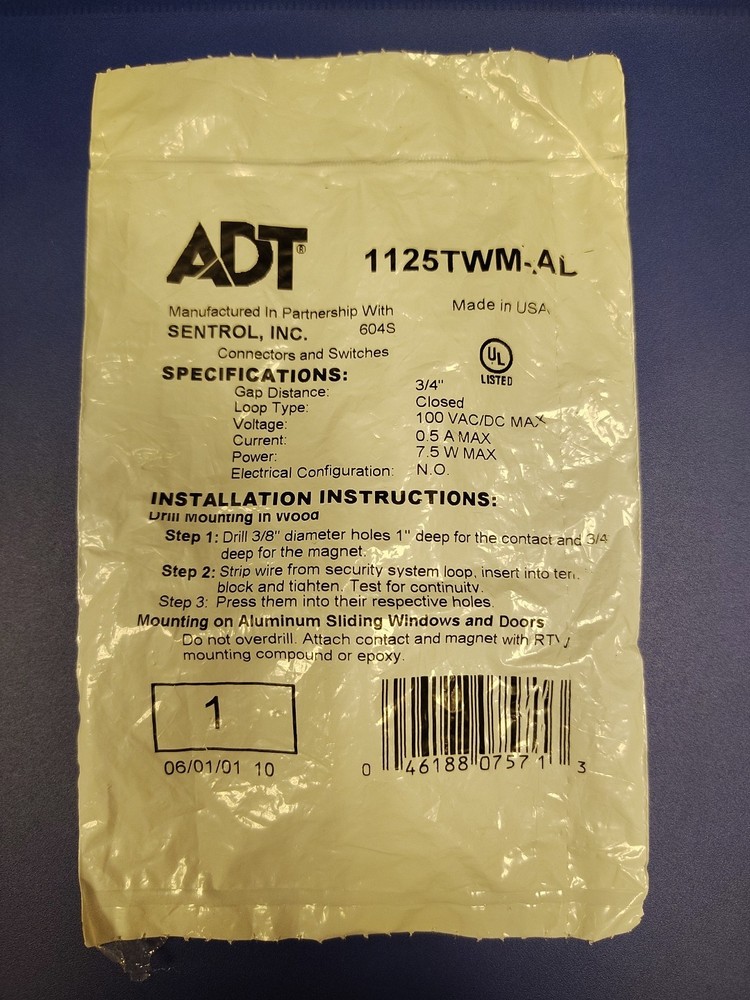 ADT®
1125TWM-AL
Manufactured In Partnership With
Made in USA
SENTROL, INC. 604S
Connectors and Switches
UL
LISTED
SPECIFICATIONS:
Gap Distance: 3/4"
Loop Type: Closed
Voltage: 100 VAC/DC MAX
Current: 0.5 A MAX
Power: 7.5 W MAX
Electrical Configuration: N.O.
INSTALLATION INSTRUCTIONS:
Drill Mounting in Wood
Step 1: Drill 3/8" diameter holes 1" deep for the contact and 3/4
deep for the magnet.
Step 2: Strip wire from security system loop, insert into
block and tighten. Test for continuity.
Step 3: Press them into their respective holes.
Mounting on Aluminum Sliding Windows and Doors
Do not overdrill. Attach contact and magnet with RTV
mounting compound or epoxy.
1
06/01/01 10
0 46188 07571 3